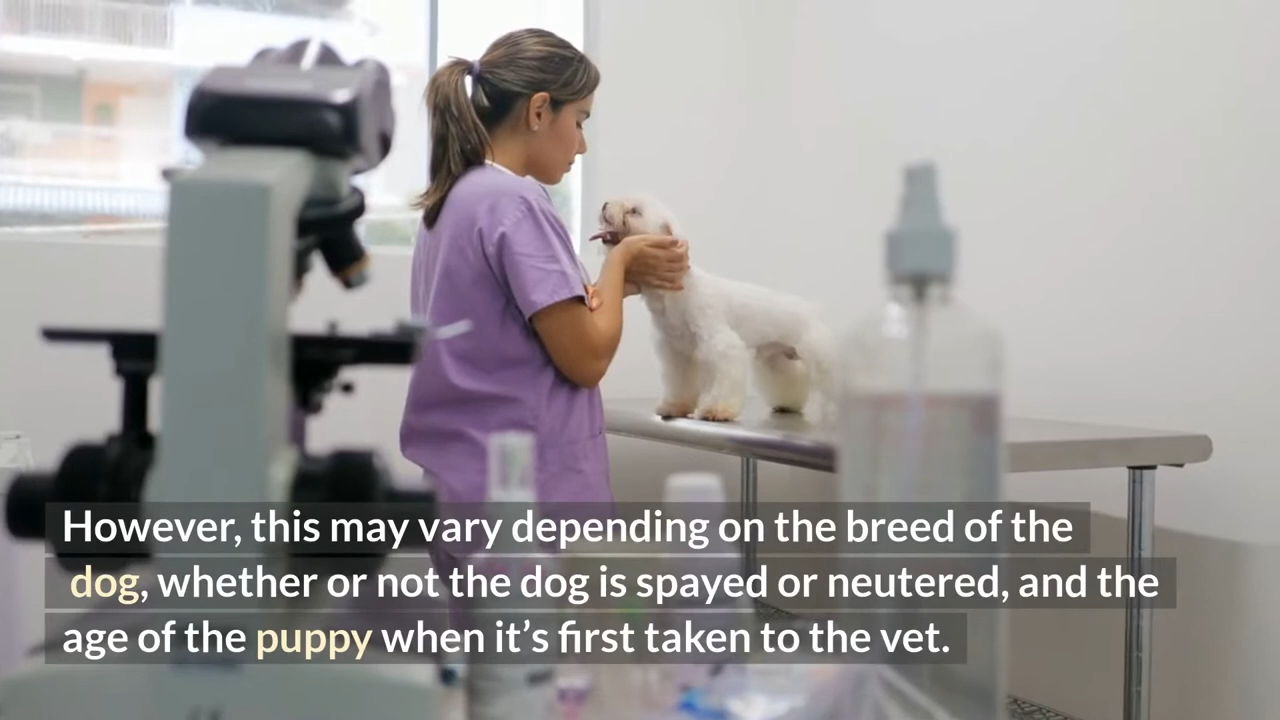 However, this may vary depending on the breed of the
dog, whether or not the dog is spayed or neutered, and the
age of the puppy when it’s first taken to the vet.